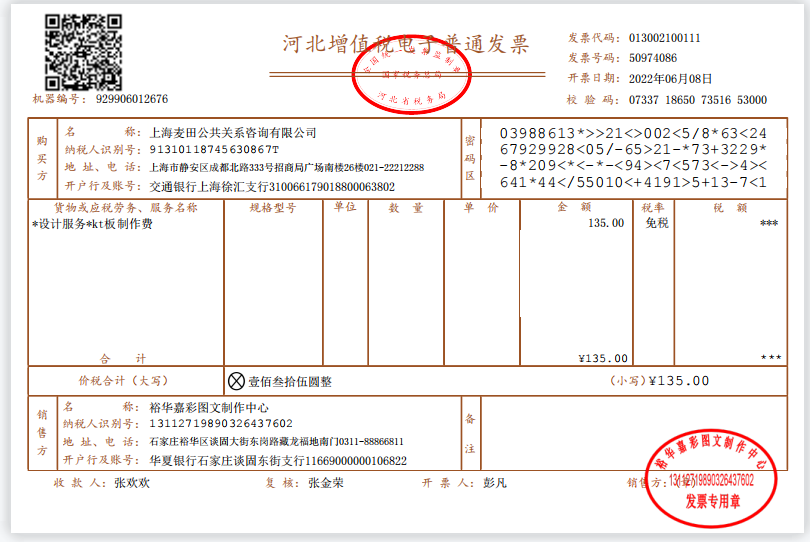 河北增值税电子普通发票
全国统一发票监制章
国家税务总局
河北省税务局
发票代码: 013002100111
发票号码: 50974086
开票日期: 2022年06月08日
校 验 码: 07337 18650 73516 53000
机器编号: 929906012676
购买方
名 称: 上海麦田公共关系咨询有限公司
纳税人识别号: 91310118745630867T
地 址、电 话: 上海市静安区成都北路333号招商局广场南楼26楼021-22212288
开户行及账号: 交通银行上海徐汇支行310066179018800063802
密码区
03988613*>>21<>002<5/8*63<24
67929928<05/-65>21-*73+3229*
-8*209<*<-*-<94><7<573<->4><
641*44</55010<+4191>5+13-7<1
货物或应税劳务、服务名称 规格型号 单位 数 量 单 价 金 额 税率 税 额
*设计服务*kt板制作费 135.00 免税 ***
合 计 ¥135.00 ***
价税合计（大写） 壹佰叁拾伍圆整 （小写）¥135.00
销售方
名 称: 裕华嘉彩图文制作中心
纳税人识别号: 13112719890326437602
地 址、电 话: 石家庄裕华区谈固大街东岗路藏龙福地南门0311-88866811
开户行及账号: 华夏银行石家庄谈固东街支行11669000000106822
备注
收 款 人: 张欢欢 复 核: 张金荣 开 票 人: 彭凡 销售方:（章）
裕华嘉彩图文制作中心
13112719890326437602
发票专用章